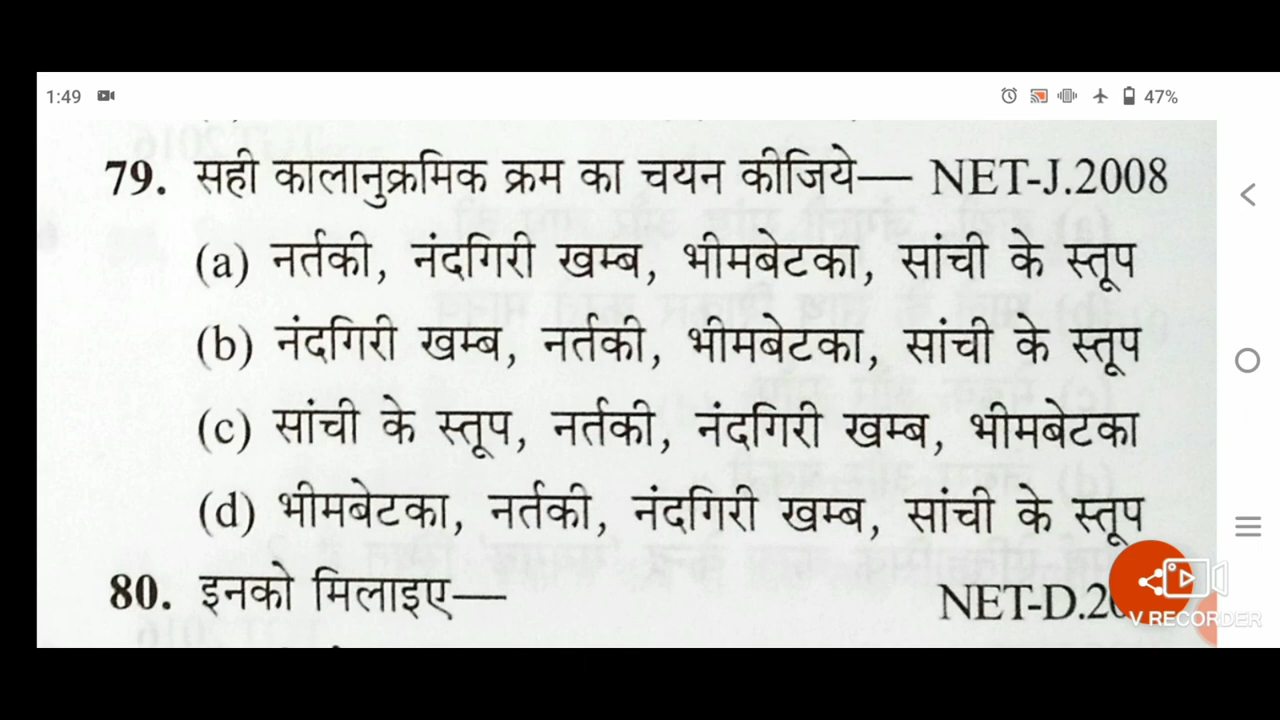 1:49
47%
79. सही कालानुक्रमिक क्रम का चयन कीजिये— NET-J.2008
(a) नर्तकी, नंदगिरी खम्ब, भीमबेटका, सांची के स्तूप
(b) नंदगिरी खम्ब, नर्तकी, भीमबेटका, सांची के स्तूप
(c) सांची के स्तूप, नर्तकी, नंदगिरी खम्ब, भीमबेटका
(d) भीमबेटका, नर्तकी, नंदगिरी खम्ब, सांची के स्तूप
80. इनको मिलाइए— NET-D.20
V RECORDER